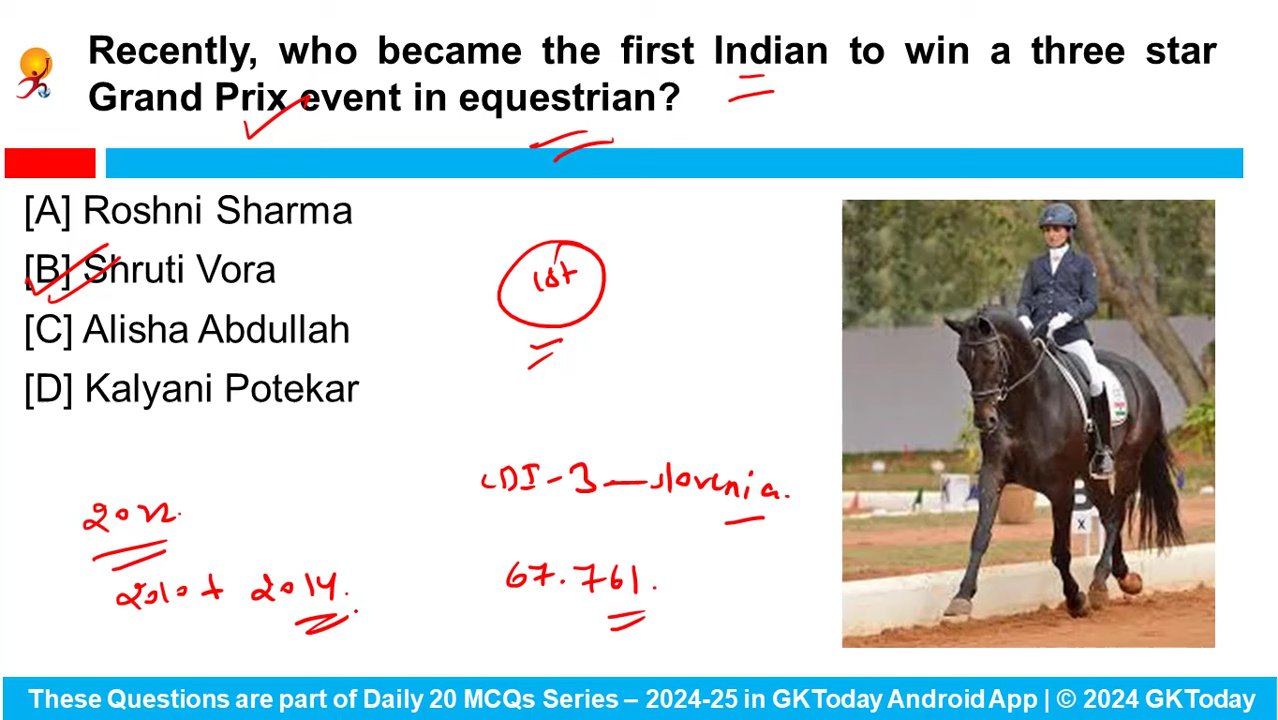 Recently, who became the first Indian to win a three star
Grand Prix event in equestrian?
[A] Roshni Sharma
[B] Shruti Vora
[C] Alisha Abdullah
[D] Kalyani Potekar
1st
CDI-3 — slovenia.
2022.
67.761.
2010 + 2014.
X
These Questions are part of Daily 20 MCQs Series – 2024-25 in GKToday Android App | © 2024 GKToday